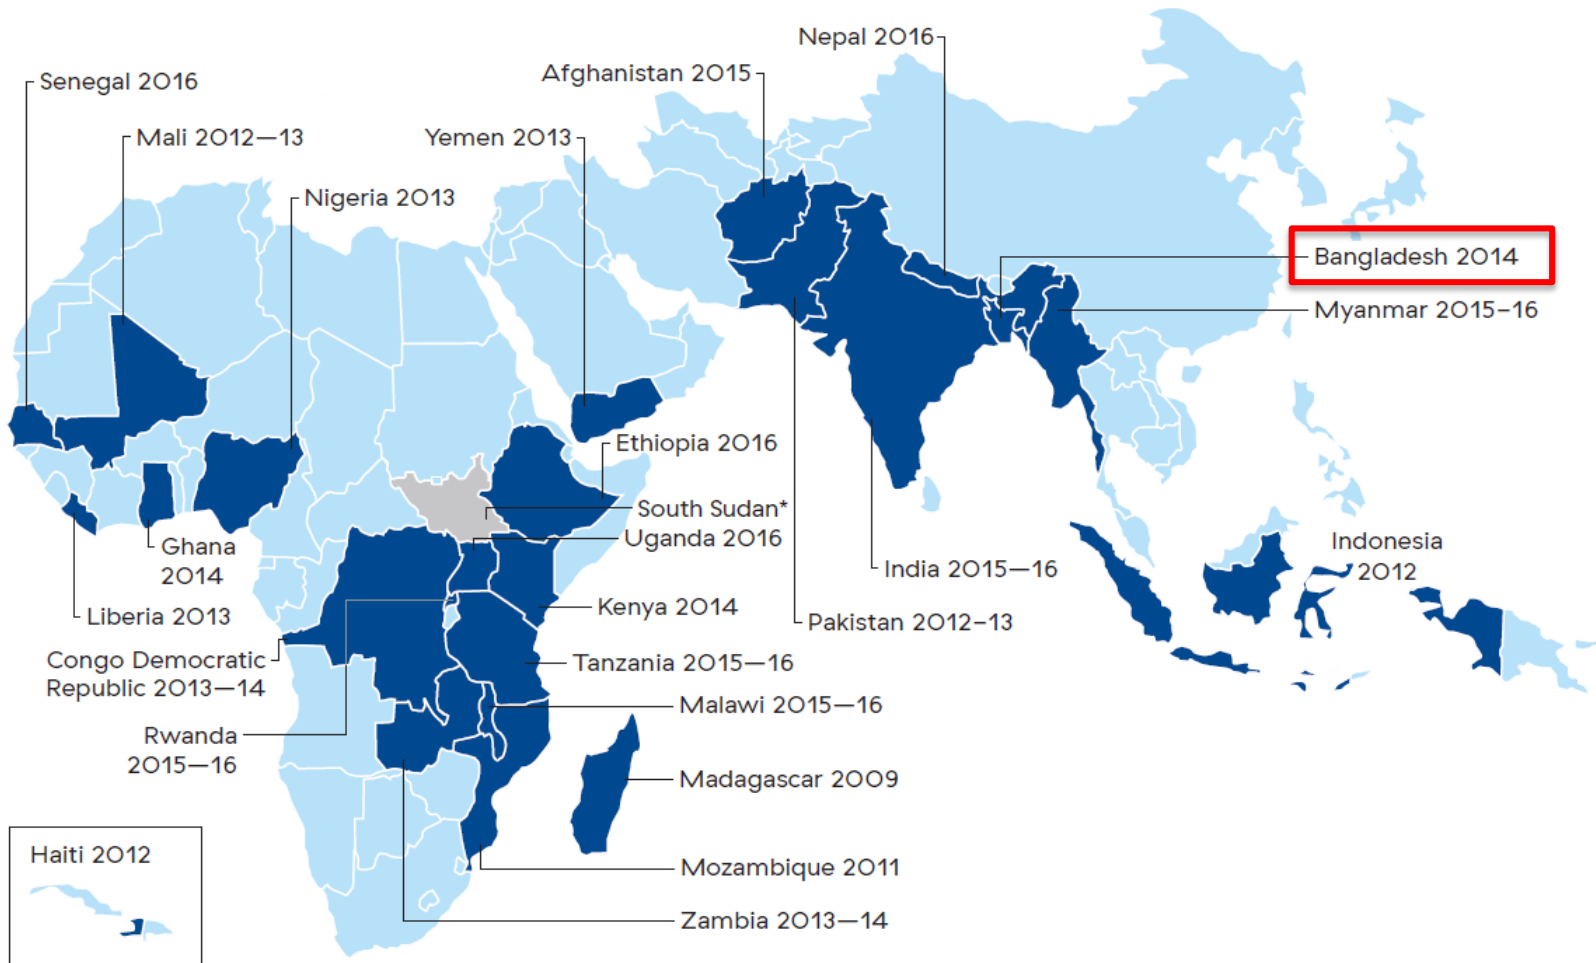 Nepal 2016
Afghanistan 2015
Senegal 2016
Mali 2012–13
Yemen 2013
Nigeria 2013
Bangladesh 2014
Myanmar 2015-16
Ethiopia 2016
South Sudan*
Uganda 2016
Ghana
2014
Indonesia
2012
India 2015–16
Kenya 2014
Liberia 2013
Pakistan 2012-13
Congo Democratic
Republic 2013–14
Tanzania 2015–16
Malawi 2015–16
Rwanda
2015–16
Madagascar 2009
Haiti 2012
Mozambique 2011
Zambia 2013–14